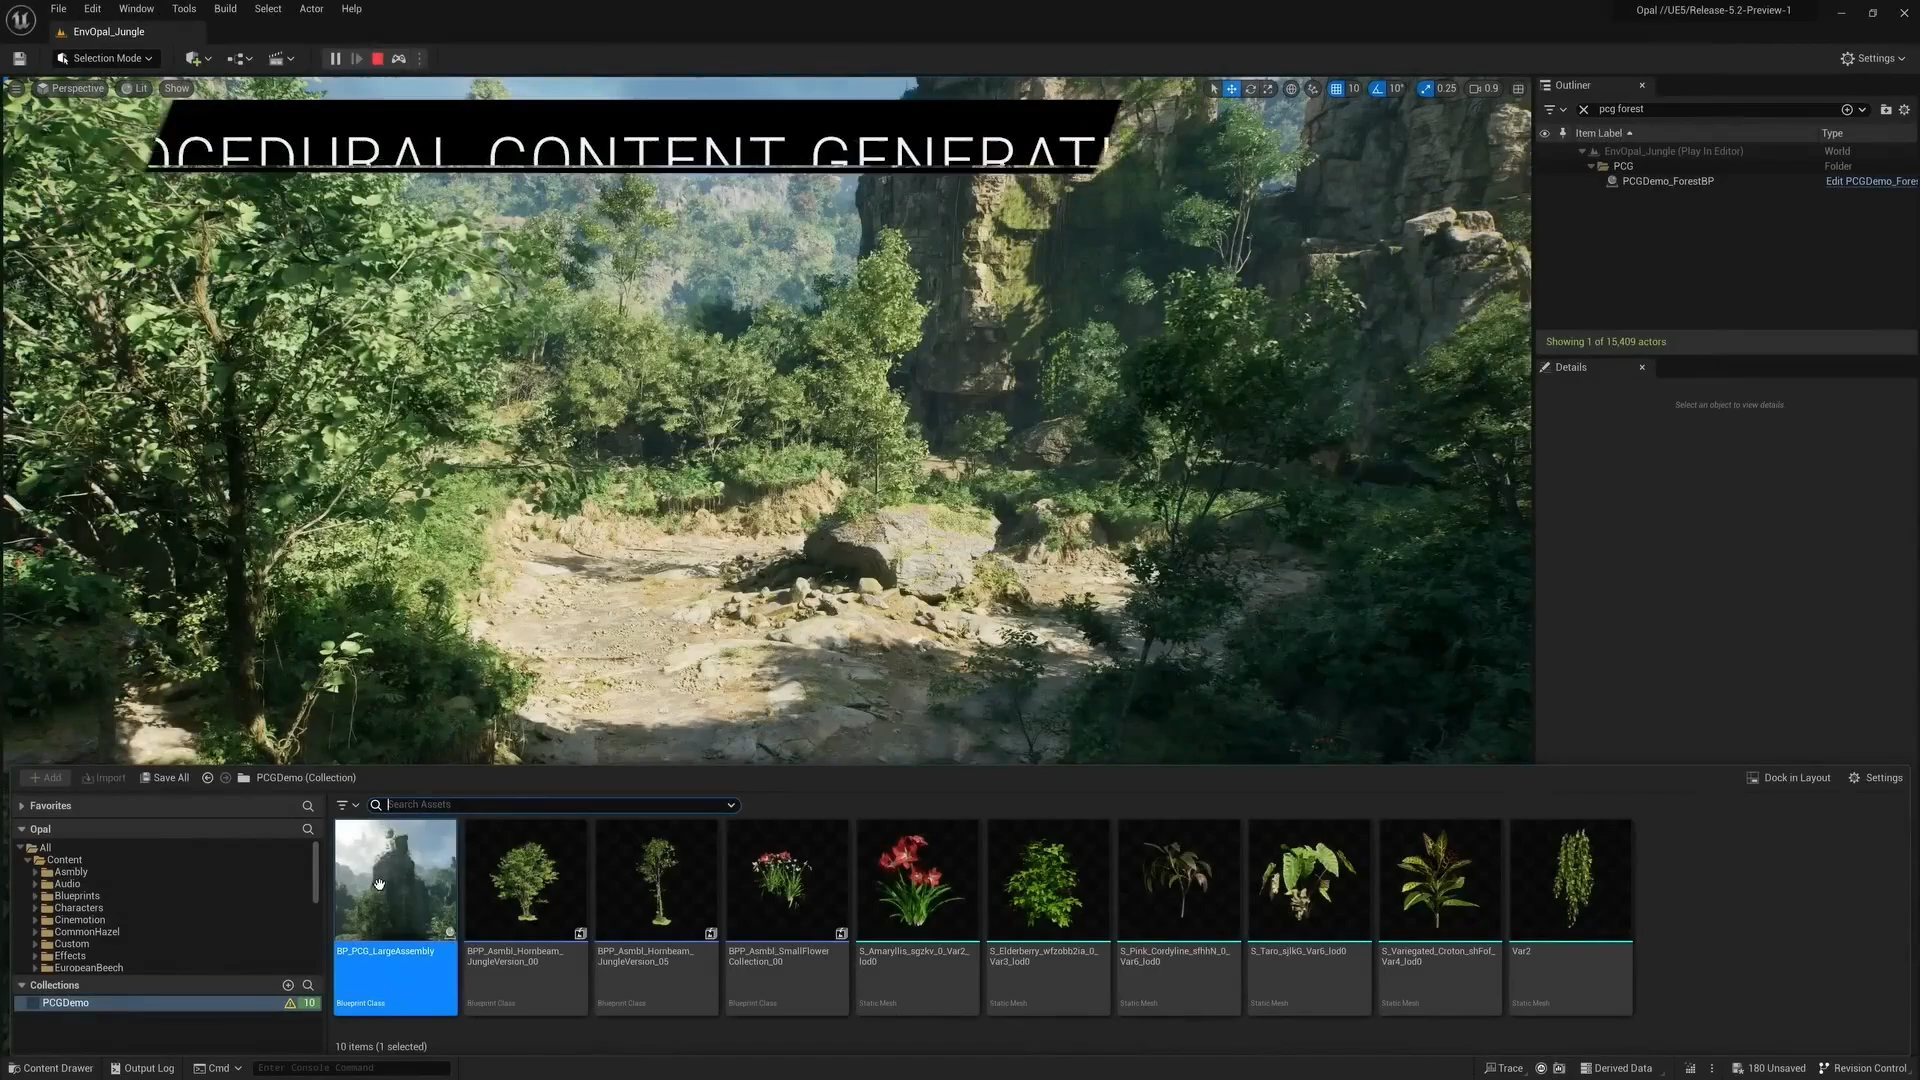 File Edit Window Tools Build Select Actor Help
Opal //UE5/Release-5.2-Preview-1
EnvOpal_Jungle
Selection Mode
Settings
Perspective Lit Show
10 10° 0.25 0.9
OCEDURAL CONTENT GENERATI
Outliner
pcg forest
Item Label Type
EnvOpal_Jungle (Play In Editor) World
PCG Folder
PCGDemo_ForestBP Edit PCGDemo_Fores
Showing 1 of 15,409 actors
Details
Select an object to view details
Add Import Save All PCGDemo (Collection)
Dock in Layout Settings
Favorites
Search Assets
Opal
All
Content
Asmbly
Audio
Blueprints
Characters
Cinemotion
CommonHazel
Custom
Effects
EuropeanBeech
Collections
PCGDemo 10
BP_PCG_LargeAssembly
Blueprint Class
BPP_Asmbl_Hornbeam_
JungleVersion_00
Blueprint Class
BPP_Asmbl_Hornbeam_
JungleVersion_05
Blueprint Class
BPP_Asmbl_SmallFlower
Collection_00
Blueprint Class
S_Amaryllis_sgzkv_0_Var2_
lod0
Static Mesh
S_Elderberry_wfzobb2ia_0_
Var3_lod0
Static Mesh
S_Pink_Cordyline_sfhhN_0_
Var6_lod0
Static Mesh
S_Taro_sjlkG_Var6_lod0
Static Mesh
S_Variegated_Croton_shFof_
Var4_lod0
Static Mesh
Var2
Static Mesh
10 items (1 selected)
Content Drawer Output Log Cmd Enter Console Command
Trace Derived Data 180 Unsaved Revision Control